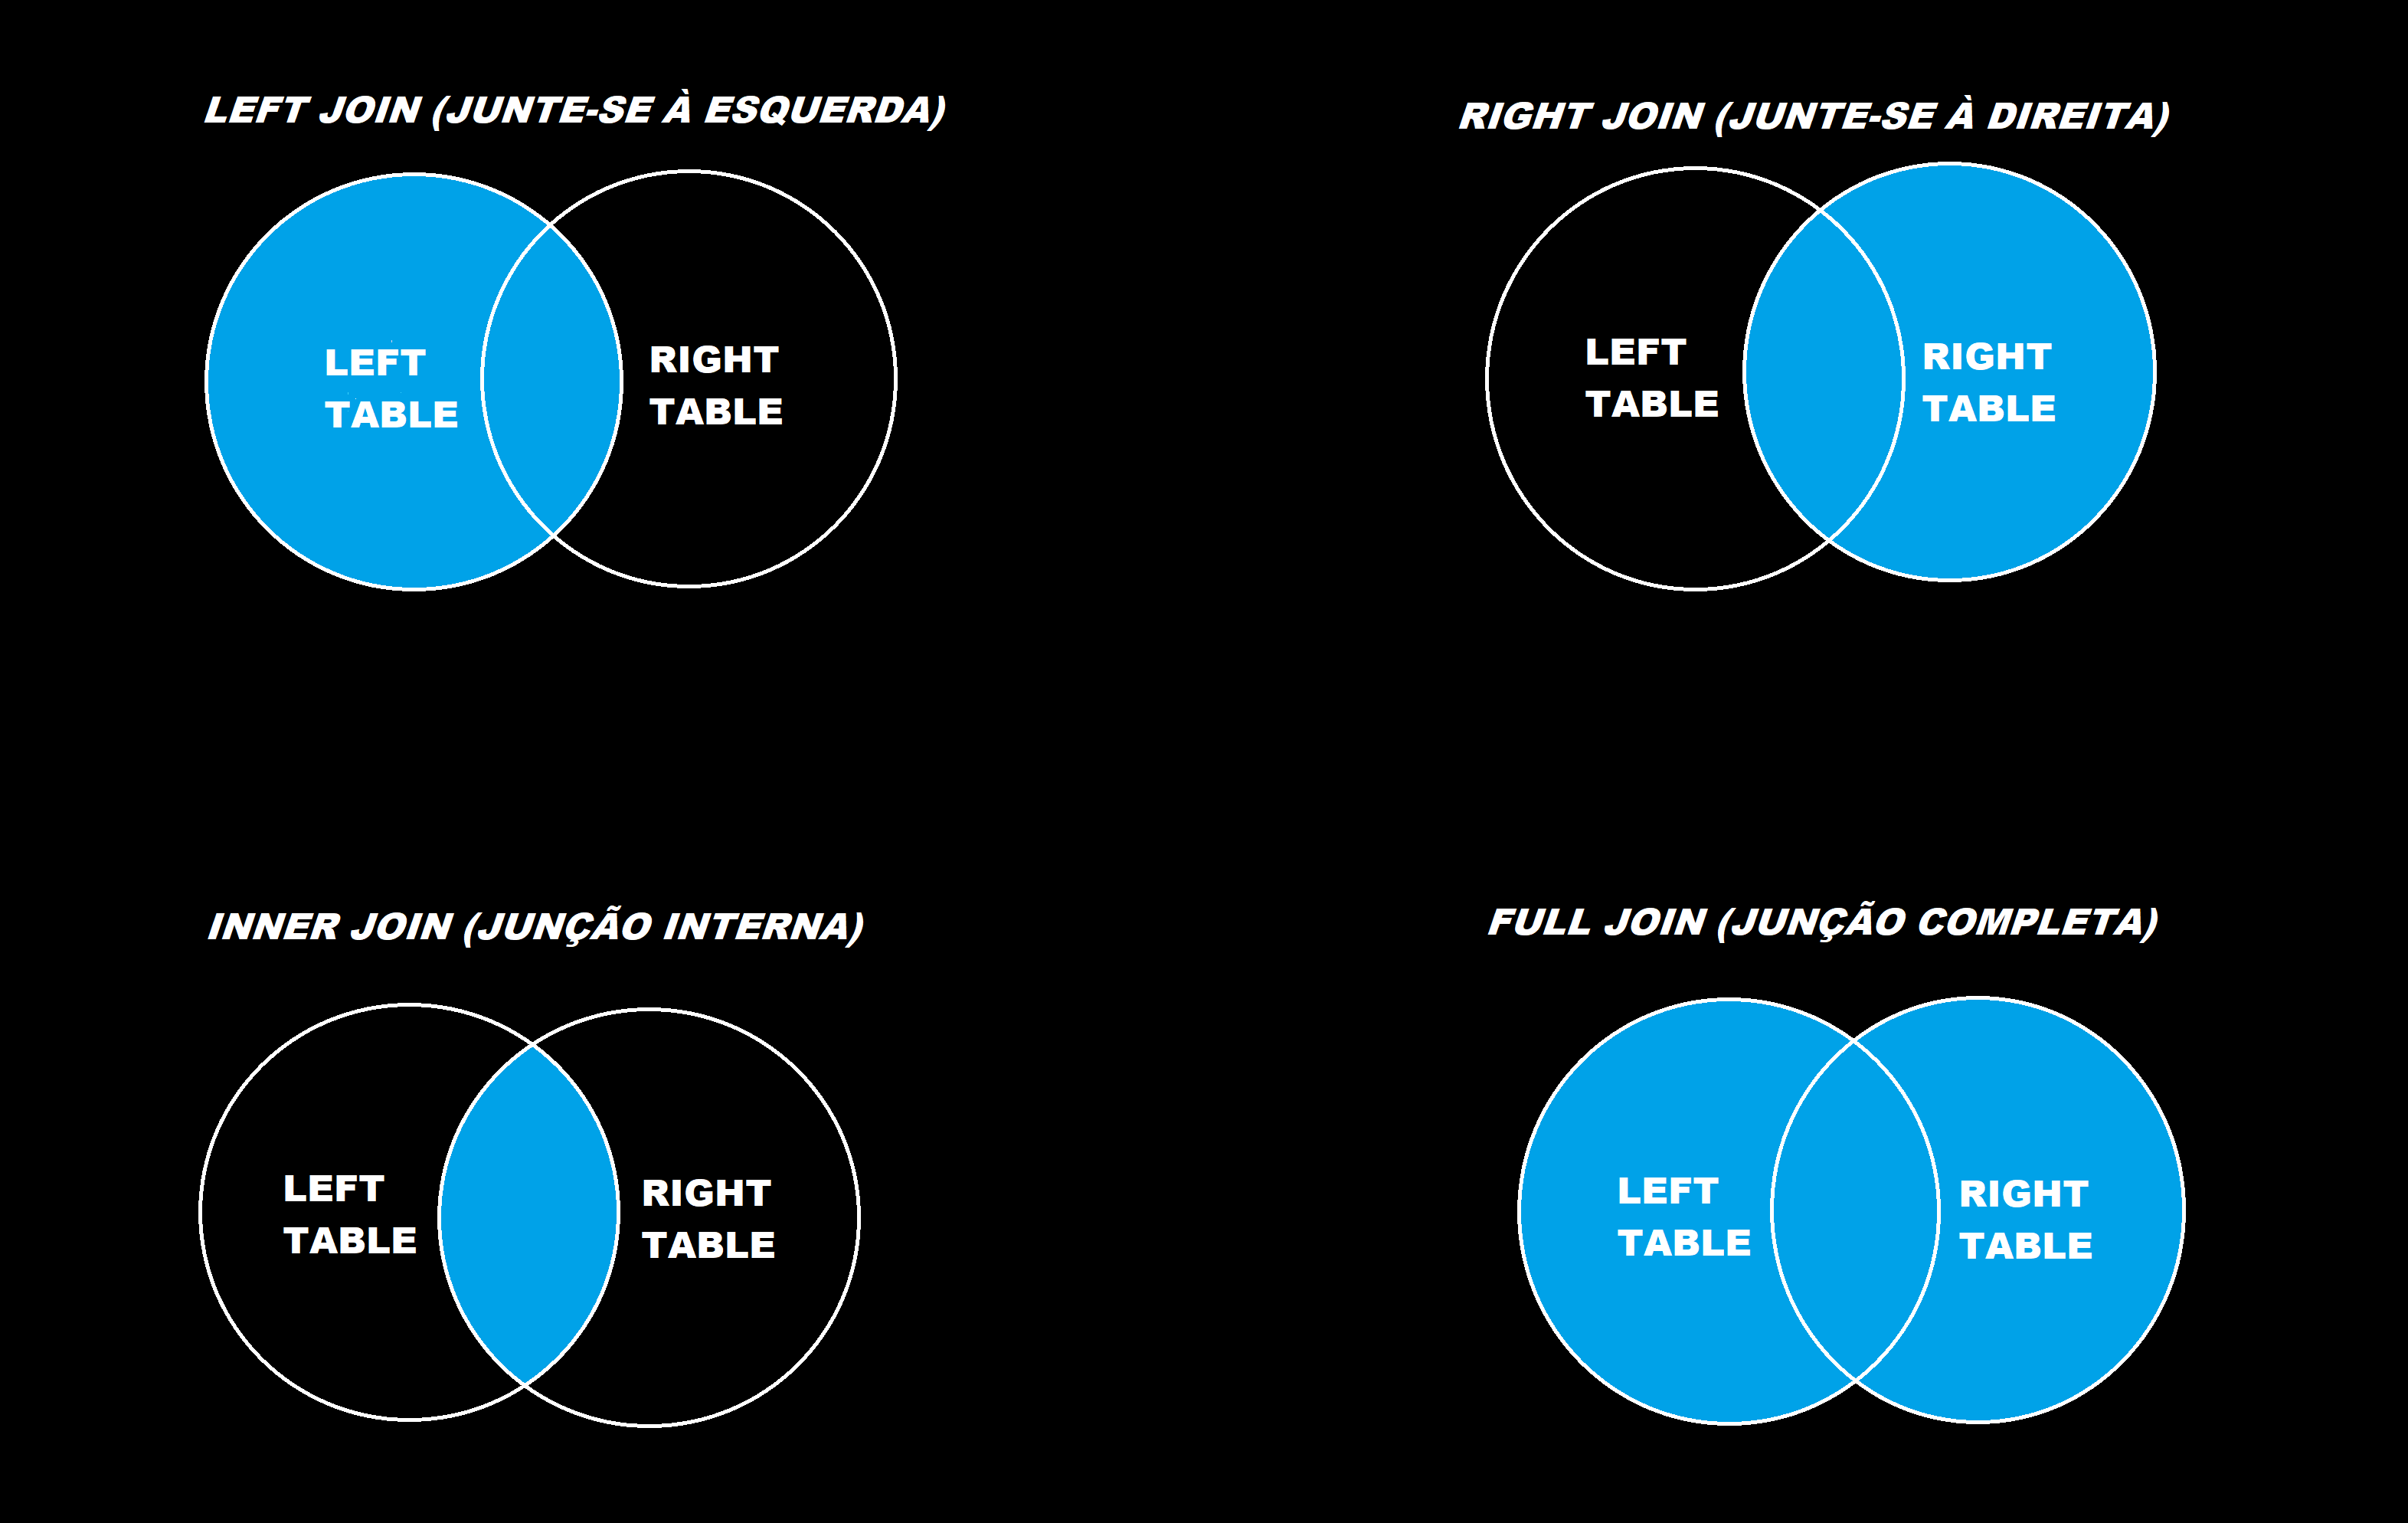 LEFT JOIN (JUNTE-SE À ESQUERDA)
LEFT
TABLE
RIGHT
TABLE
RIGHT JOIN (JUNTE-SE À DIREITA)
LEFT
TABLE
RIGHT
TABLE
INNER JOIN (JUNÇÃO INTERNA)
LEFT
TABLE
RIGHT
TABLE
FULL JOIN (JUNÇÃO COMPLETA)
LEFT
TABLE
RIGHT
TABLE